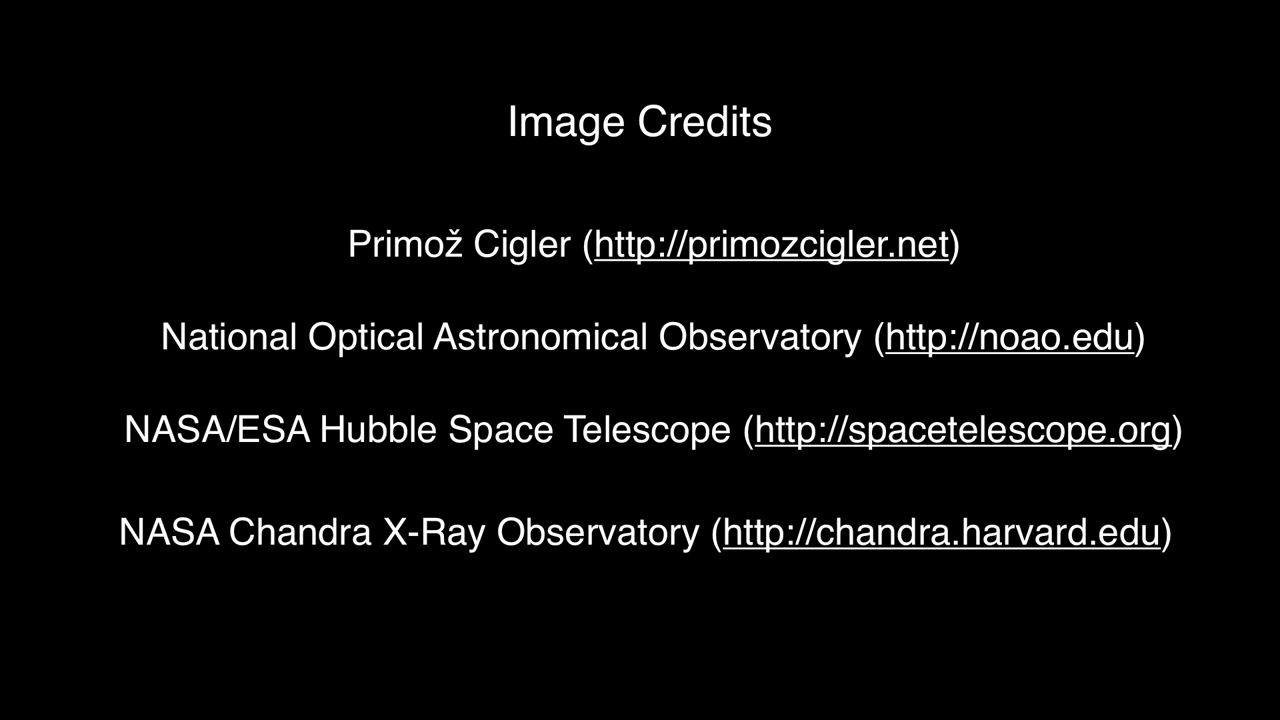 Image Credits
Primož Cigler (http://primozcigler.net)
National Optical Astronomical Observatory (http://noao.edu)
NASA/ESA Hubble Space Telescope (http://spacetelescope.org)
NASA Chandra X-Ray Observatory (http://chandra.harvard.edu)